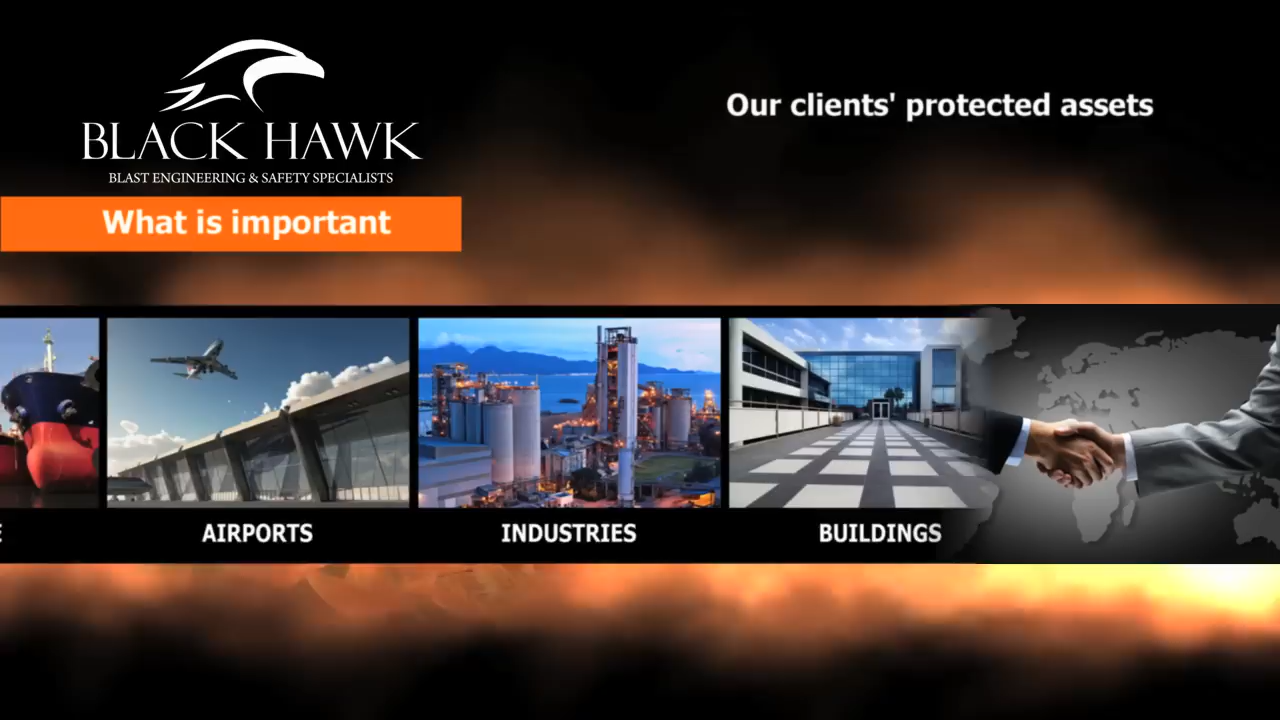 BLACK HAWK
BLAST ENGINEERING & SAFETY SPECIALISTS
Our clients' protected assets
What is important
AIRPORTS
INDUSTRIES
BUILDINGS